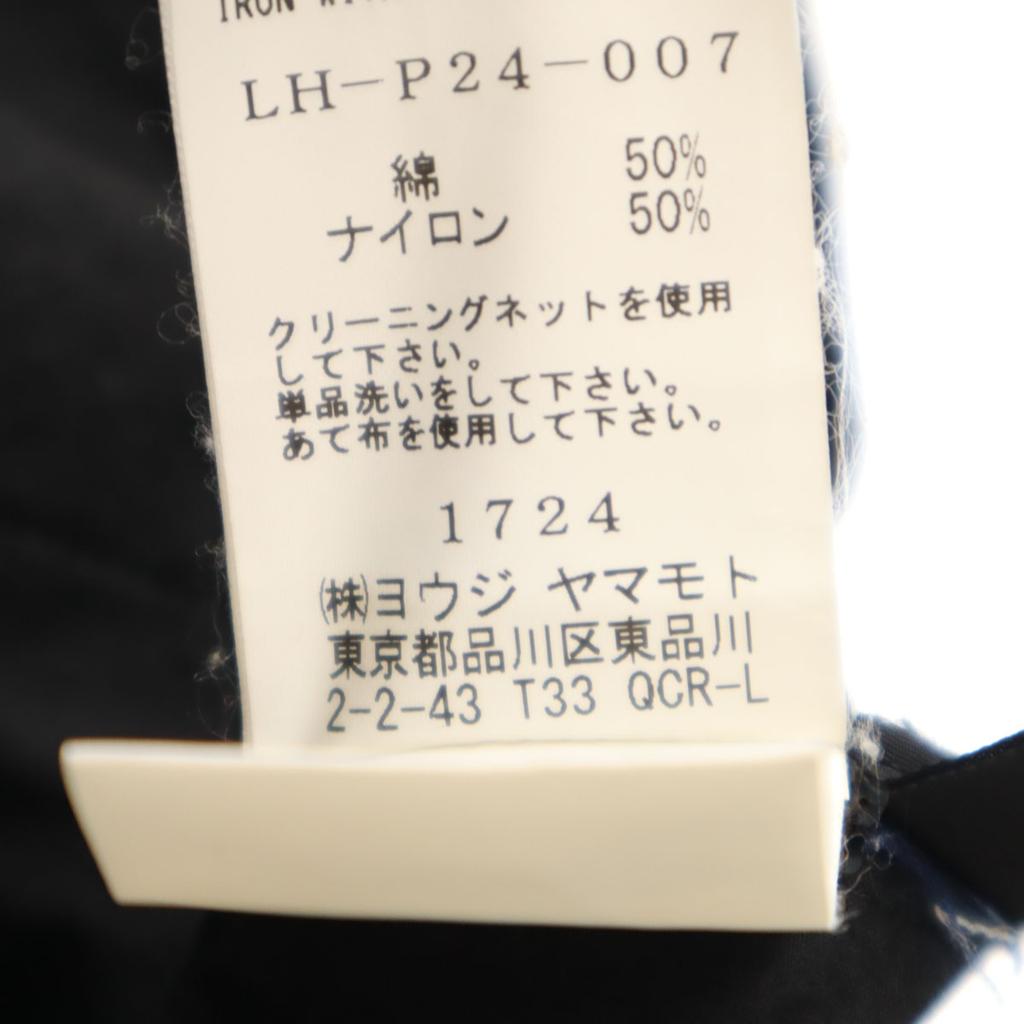 IRON
LH-P24-007
綿 50%
ナイロン 50%
クリーニングネットを使用
して下さい。
単品洗いをして下さい。
あて布を使用して下さい。
1724
㈱ヨウジ ヤマモト
東京都品川区東品川
2-2-43 T33 QCR-L